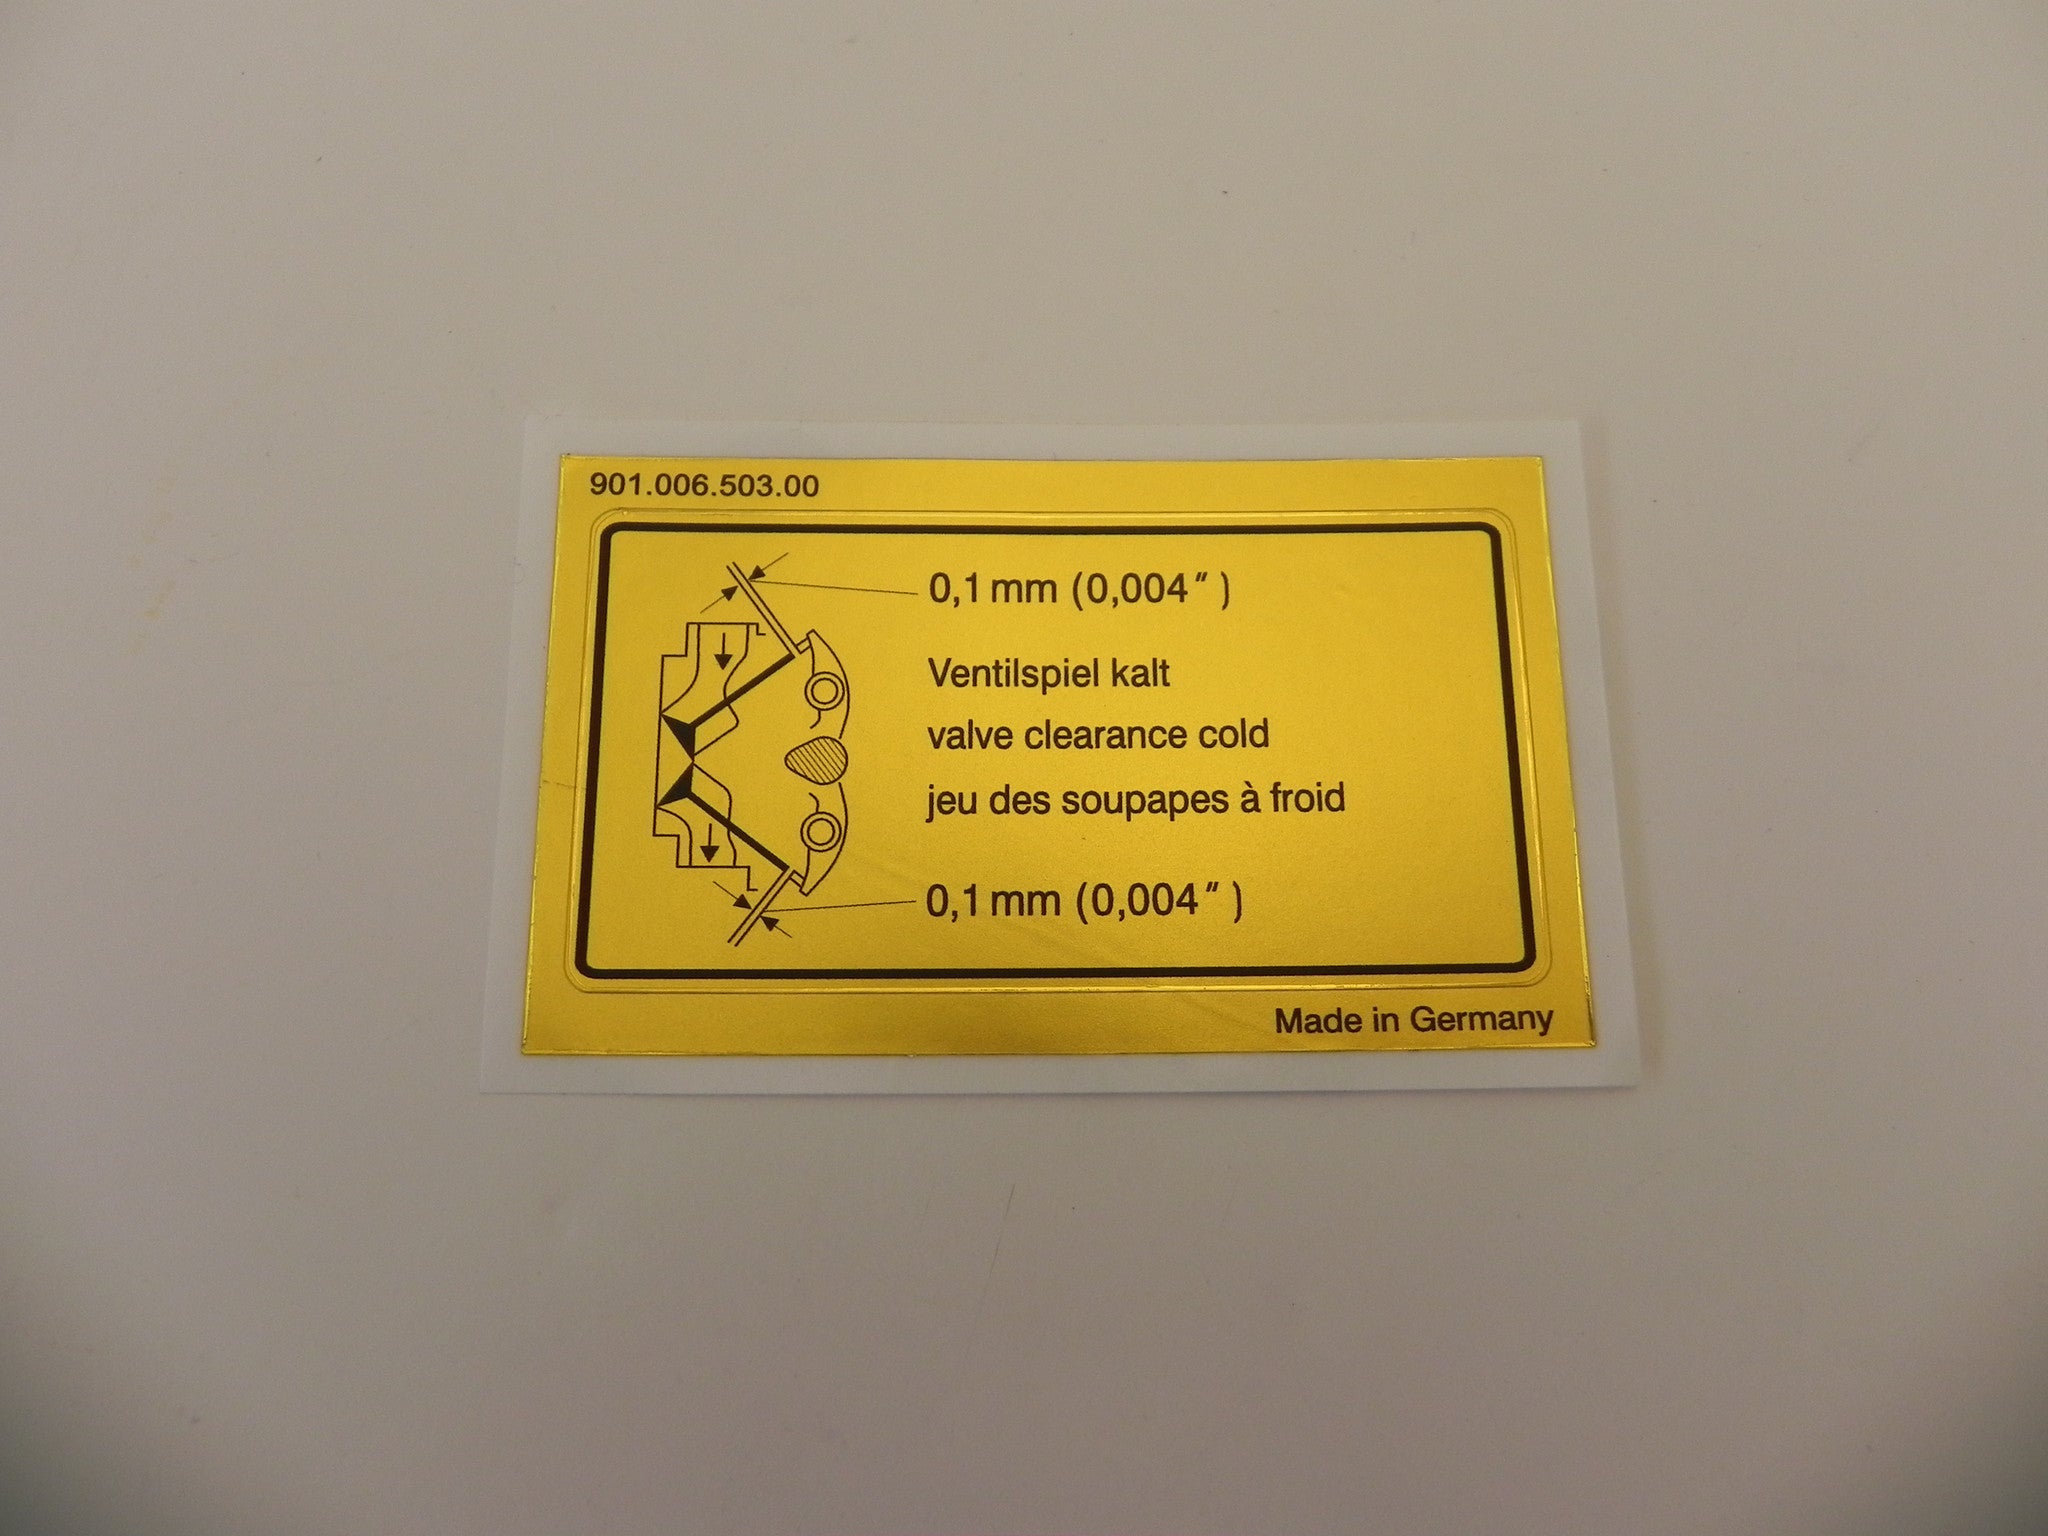 901.006.503.00
0,1 mm (0,004″ )
Ventilspiel kalt
valve clearance cold
jeu des soupapes à froid
0,1 mm (0,004″ )
Made in Germany